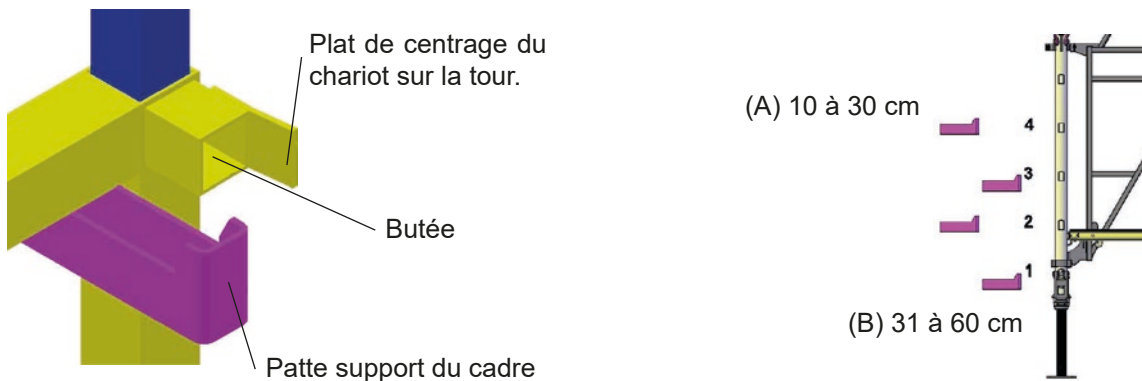 Plat de centrage du
chariot sur la tour.
Butée
Patte support du cadre
(A) 10 à 30 cm
4
3
2
1
(B) 31 à 60 cm